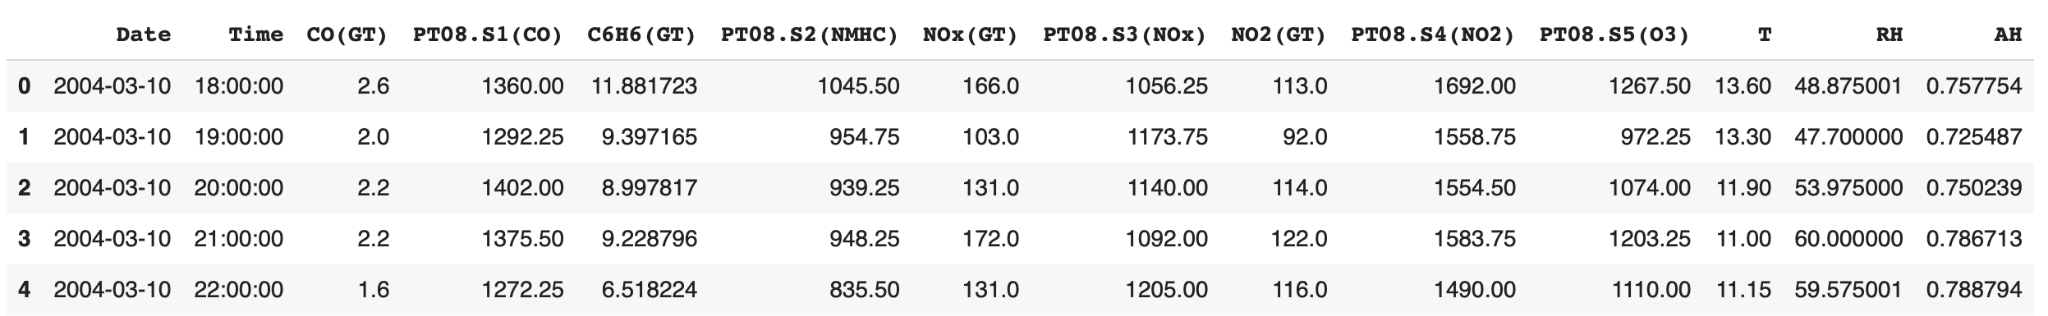 Date Time CO(GT) PT08.S1(CO) C6H6(GT) PT08.S2(NMHC) NOx(GT) PT08.S3(NOx) NO2(GT) PT08.S4(NO2) PT08.S5(O3) T RH AH
0 2004-03-10 18:00:00 2.6 1360.00 11.881723 1045.50 166.0 1056.25 113.0 1692.00 1267.50 13.60 48.875001 0.757754
1 2004-03-10 19:00:00 2.0 1292.25 9.397165 954.75 103.0 1173.75 92.0 1558.75 972.25 13.30 47.700000 0.725487
2 2004-03-10 20:00:00 2.2 1402.00 8.997817 939.25 131.0 1140.00 114.0 1554.50 1074.00 11.90 53.975000 0.750239
3 2004-03-10 21:00:00 2.2 1375.50 9.228796 948.25 172.0 1092.00 122.0 1583.75 1203.25 11.00 60.000000 0.786713
4 2004-03-10 22:00:00 1.6 1272.25 6.518224 835.50 131.0 1205.00 116.0 1490.00 1110.00 11.15 59.575001 0.788794